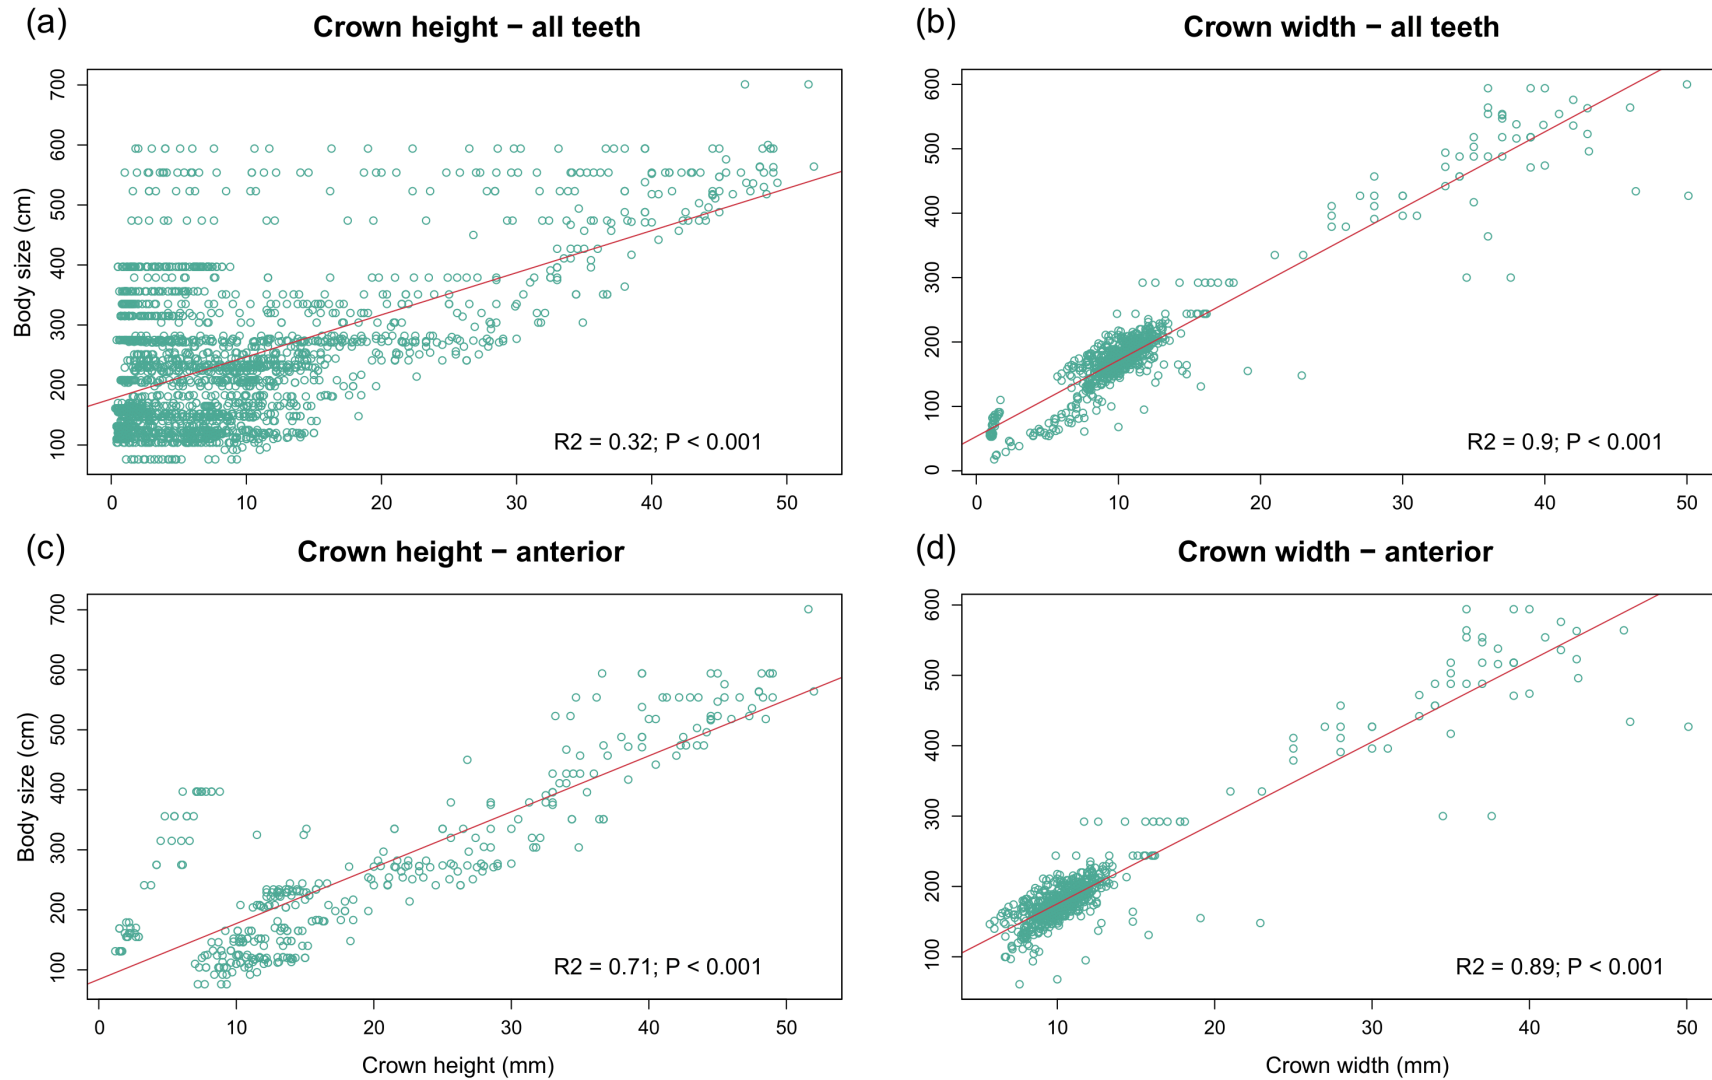 (a) Crown height − all teeth
Body size (cm)
700
600
500
400
300
200
100
R2 = 0.32; P < 0.001
0 10 20 30 40 50
(b) Crown width − all teeth
600
500
400
300
200
100
0
R2 = 0.9; P < 0.001
0 10 20 30 40 50
(c) Crown height − anterior
Body size (cm)
700
600
500
400
300
200
100
R2 = 0.71; P < 0.001
0 10 20 30 40 50
Crown height (mm)
(d) Crown width − anterior
600
500
400
300
200
100
R2 = 0.89; P < 0.001
10 20 30 40 50
Crown width (mm)